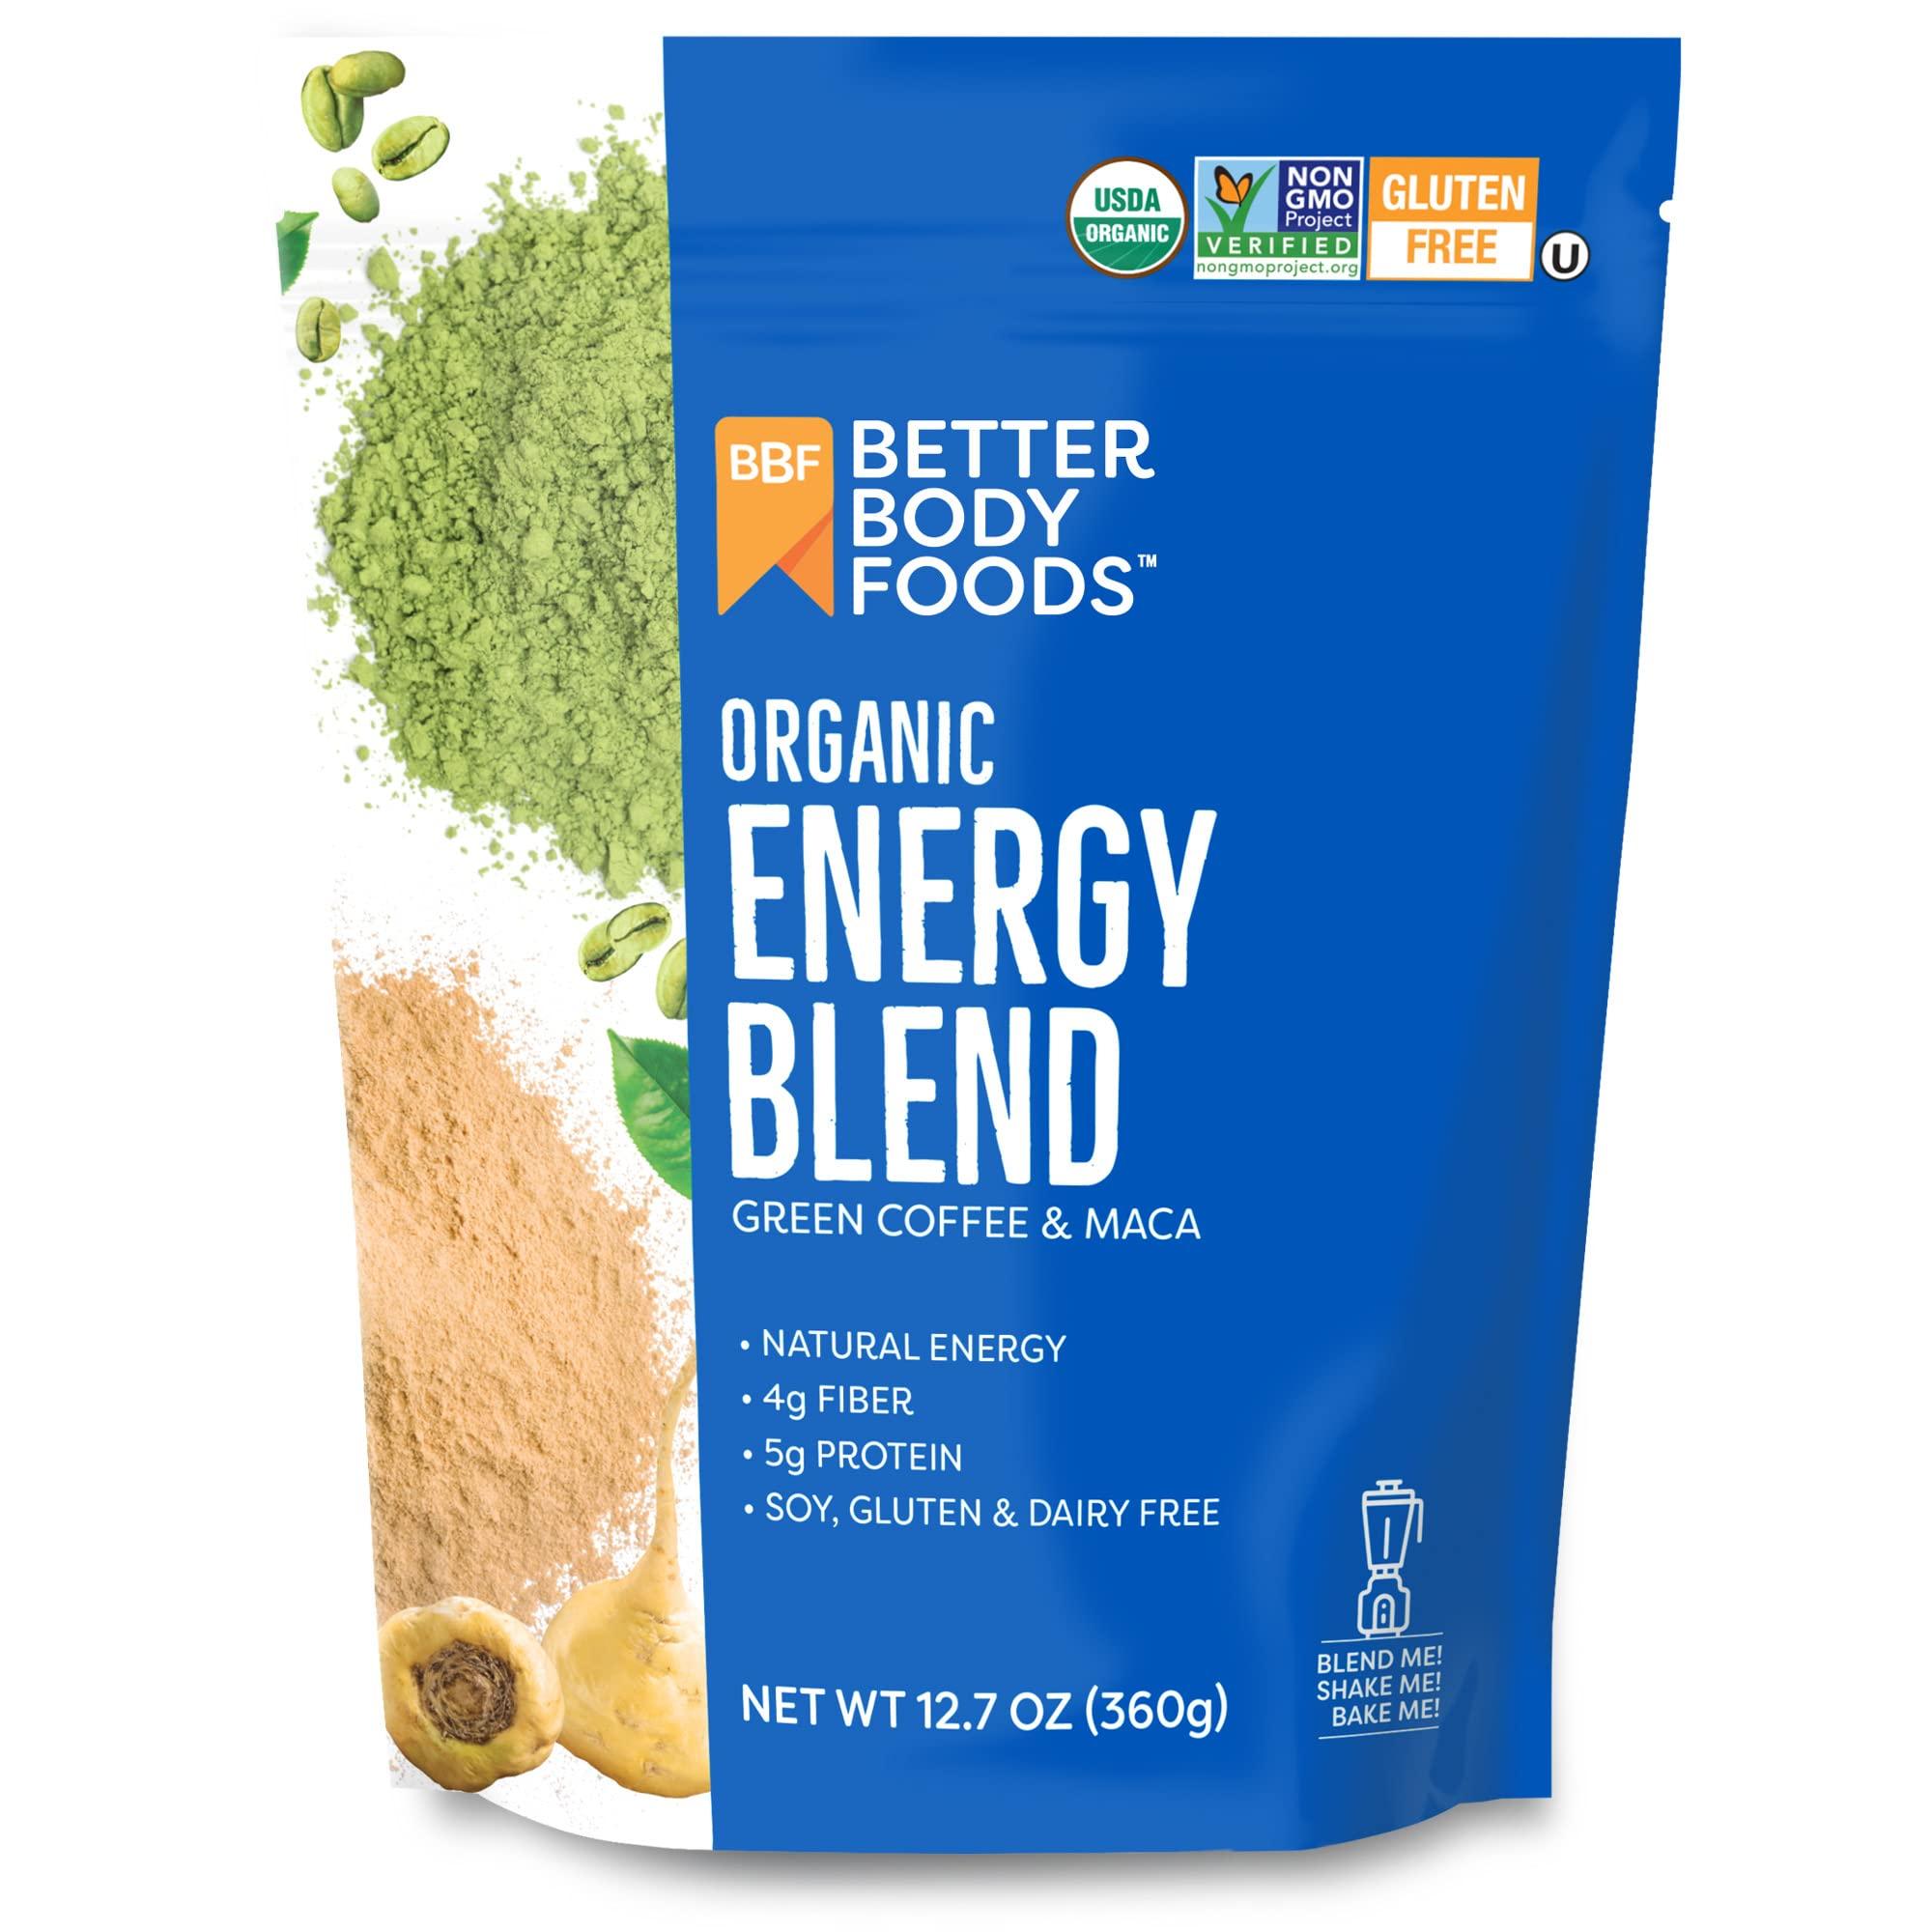 USDA
ORGANIC
NON
GMO
Project
VERIFIED
nongmoproject.org
GLUTEN
FREE
U
BBF
BETTER
BODY
FOODS™
ORGANIC
ENERGY
BLEND
GREEN COFFEE & MACA
• NATURAL ENERGY
• 4g FIBER
• 5g PROTEIN
• SOY, GLUTEN & DAIRY FREE
BLEND ME!
SHAKE ME!
BAKE ME!
NET WT 12.7 OZ (360g)